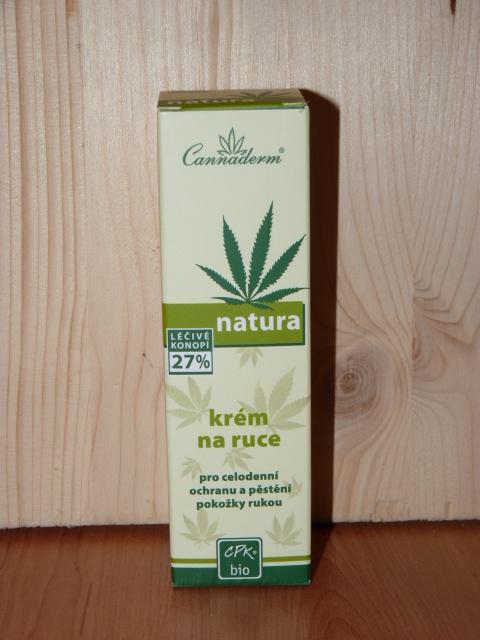 natura
Cannaderm®
natura
LÉČIVÉ
KONOPÍ
27%
krém
na ruce
pro celodenní
ochranu a pěstění
pokožky rukou
CPK®
bio